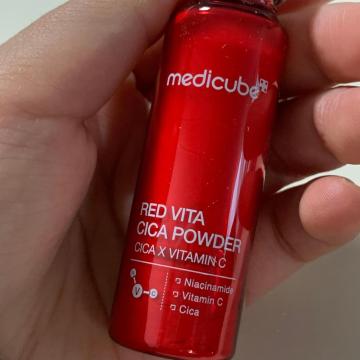 medicube
RED VITA
CICA POWDER
CICA X VITAMIN C
V
C
Niacinamide
Vitamin C
Cica